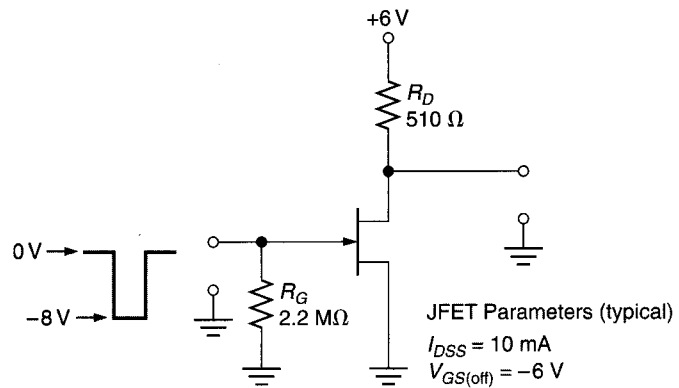 +6 V
R_D
510 Ω
0 V
−8 V
R_G
2.2 MΩ
JFET Parameters (typical)
I_DSS = 10 mA
V_GS(off) = −6 V